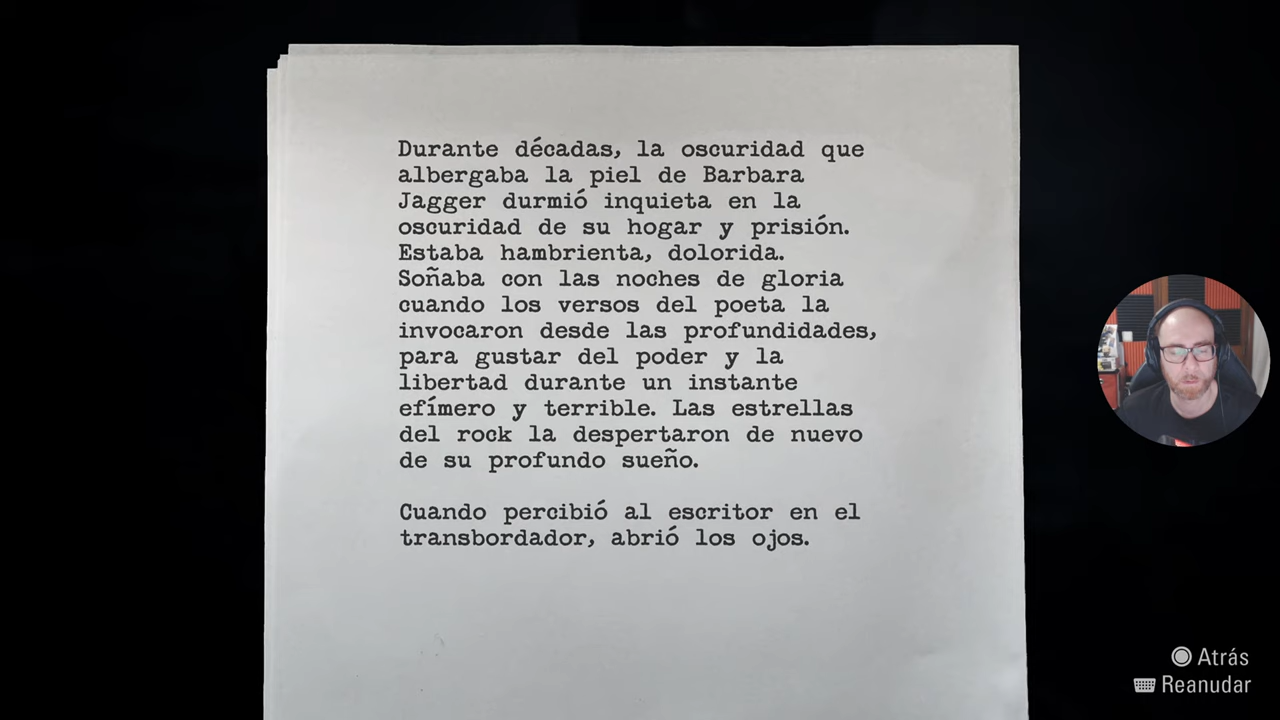 Durante décadas, la oscuridad que
albergaba la piel de Barbara
Jagger durmió inquieta en la
oscuridad de su hogar y prisión.
Estaba hambrienta, dolorida.
Soñaba con las noches de gloria
cuando los versos del poeta la
invocaron desde las profundidades,
para gustar del poder y la
libertad durante un instante
efímero y terrible. Las estrellas
del rock la despertaron de nuevo
de su profundo sueño.

Cuando percibió al escritor en el
transbordador, abrió los ojos.
Atrás
Reanudar